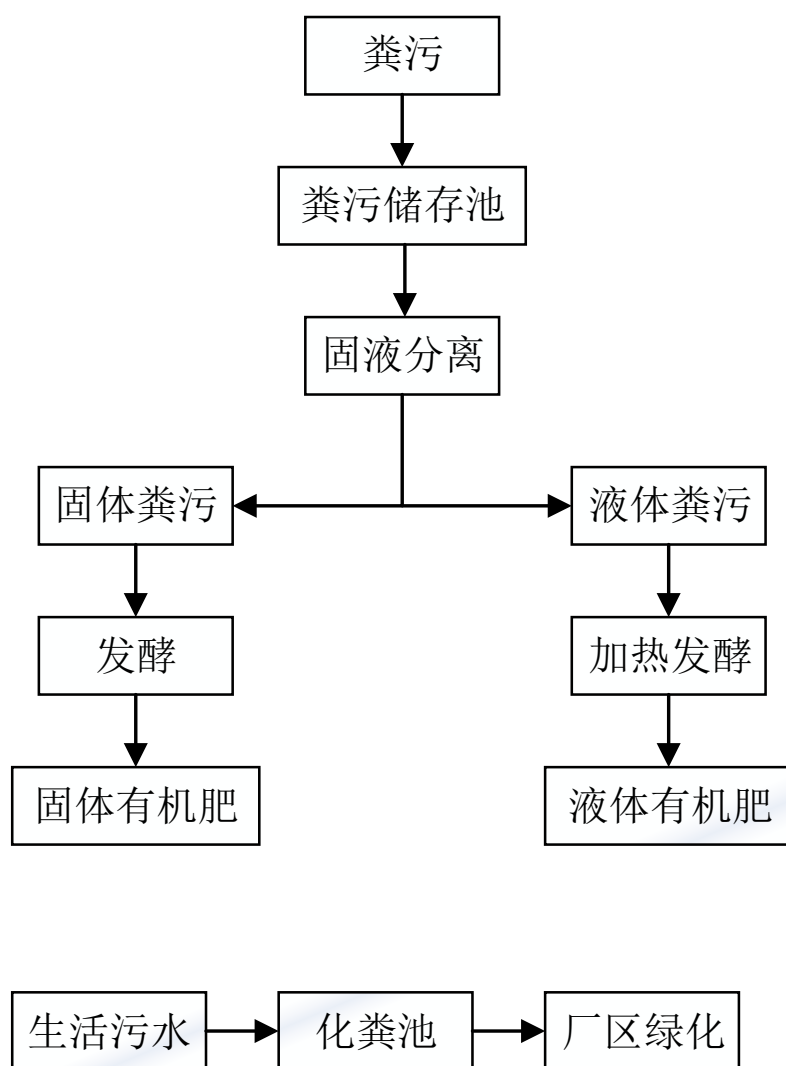 粪污
粪污储存池
固液分离
固体粪污
液体粪污
发酵
加热发酵
固体有机肥
液体有机肥
生活污水
化粪池
厂区绿化